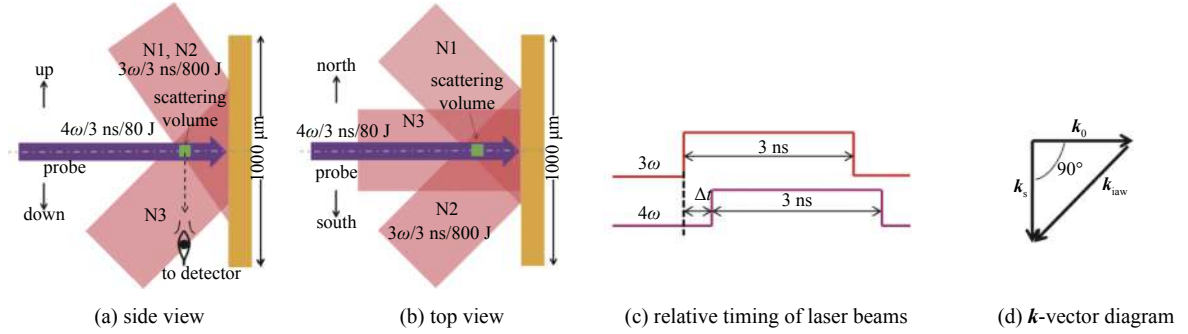 up
N1, N2
3ω/3 ns/800 J
scattering
volume
4ω/3 ns/80 J
probe
down
N3
to detector
1000 μm
(a) side view
north
N1
scattering
volume
N3
4ω/3 ns/80 J
probe
south
N2
3ω/3 ns/800 J
1000 μm
(b) top view
3ω
3 ns
Δt
4ω
3 ns
(c) relative timing of laser beams
k₀
90°
kₛ
k_iaw
(d) k-vector diagram